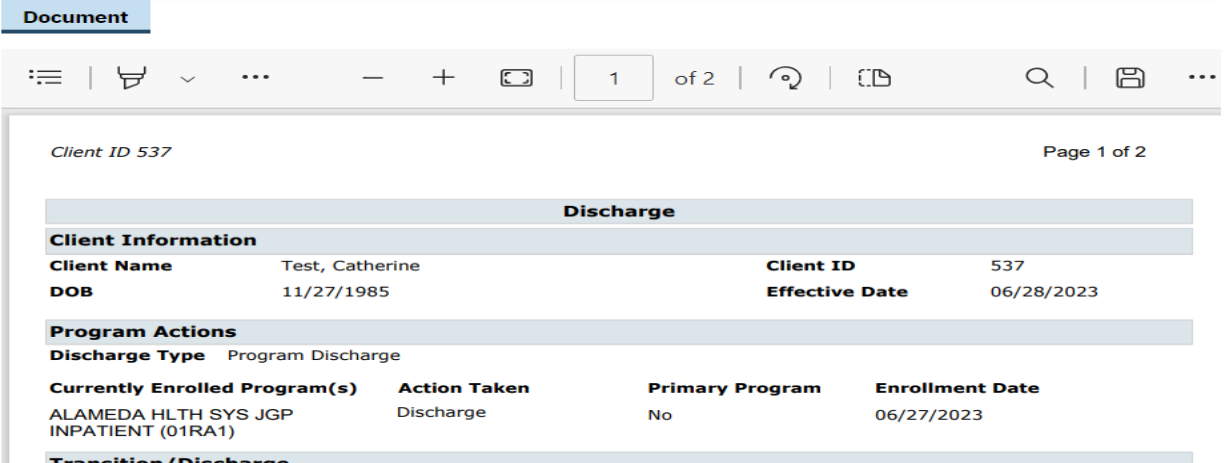 Document
1 of 2
Client ID 537 Page 1 of 2
Discharge
Client Information
Client Name Test, Catherine Client ID 537
DOB 11/27/1985 Effective Date 06/28/2023
Program Actions
Discharge Type Program Discharge
Currently Enrolled Program(s) Action Taken Primary Program Enrollment Date
ALAMEDA HLTH SYS JGP Discharge No 06/27/2023
INPATIENT (01RA1)
Transition/Discharge